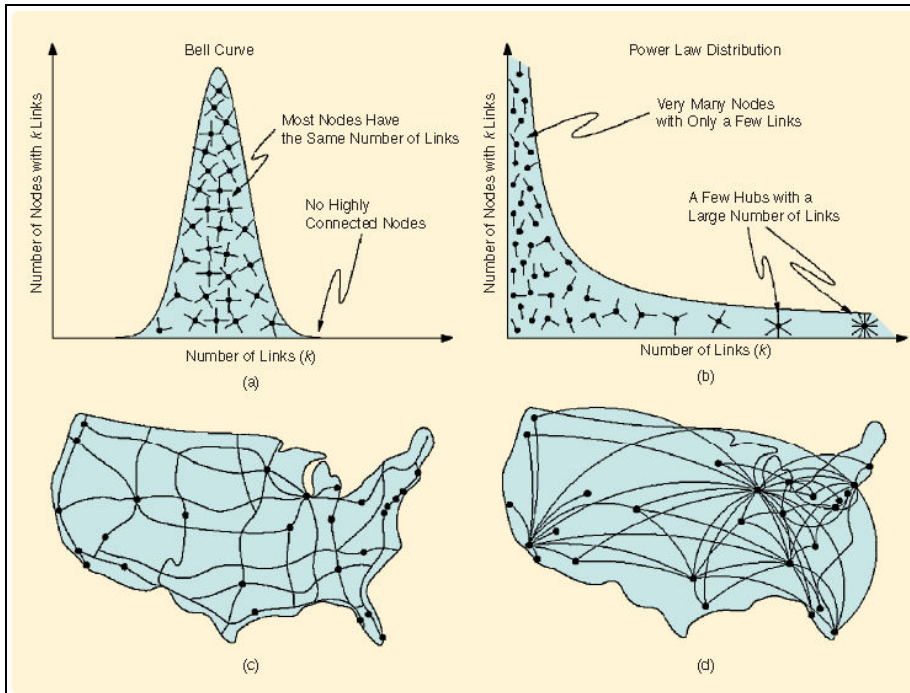 Bell Curve
Number of Nodes with k Links
Most Nodes Have
the Same Number of Links
No Highly
Connected Nodes
Number of Links (k)
(a)
Power Law Distribution
Number of Nodes with k Links
Very Many Nodes
with Only a Few Links
A Few Hubs with a
Large Number of Links
Number of Links (k)
(b)
(c)
(d)